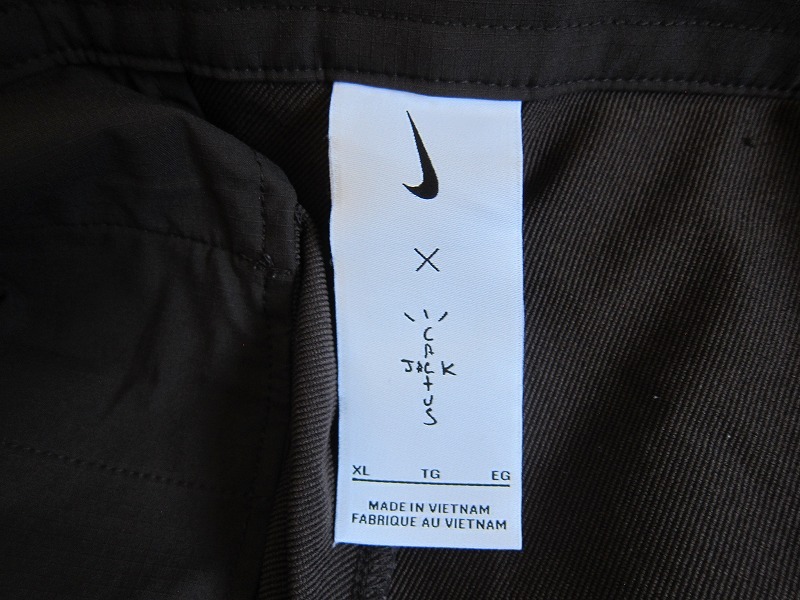 X
CACTUS
JACK
XL TG EG
MADE IN VIETNAM
FABRIQUE AU VIETNAM